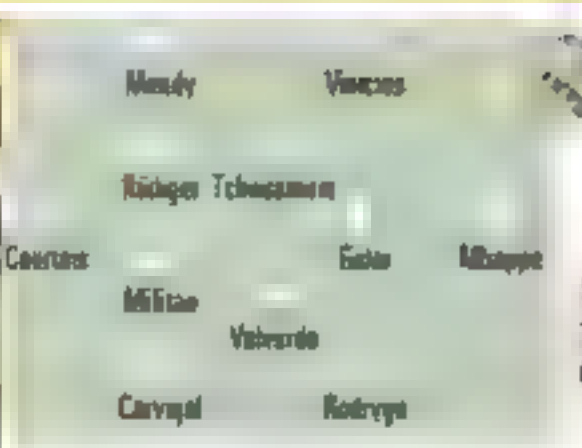 Mendy Vinicius
Rüdiger Tchouameni
Courtois
Mbappe
Militao
Valverde
Carvajal Rodrygo